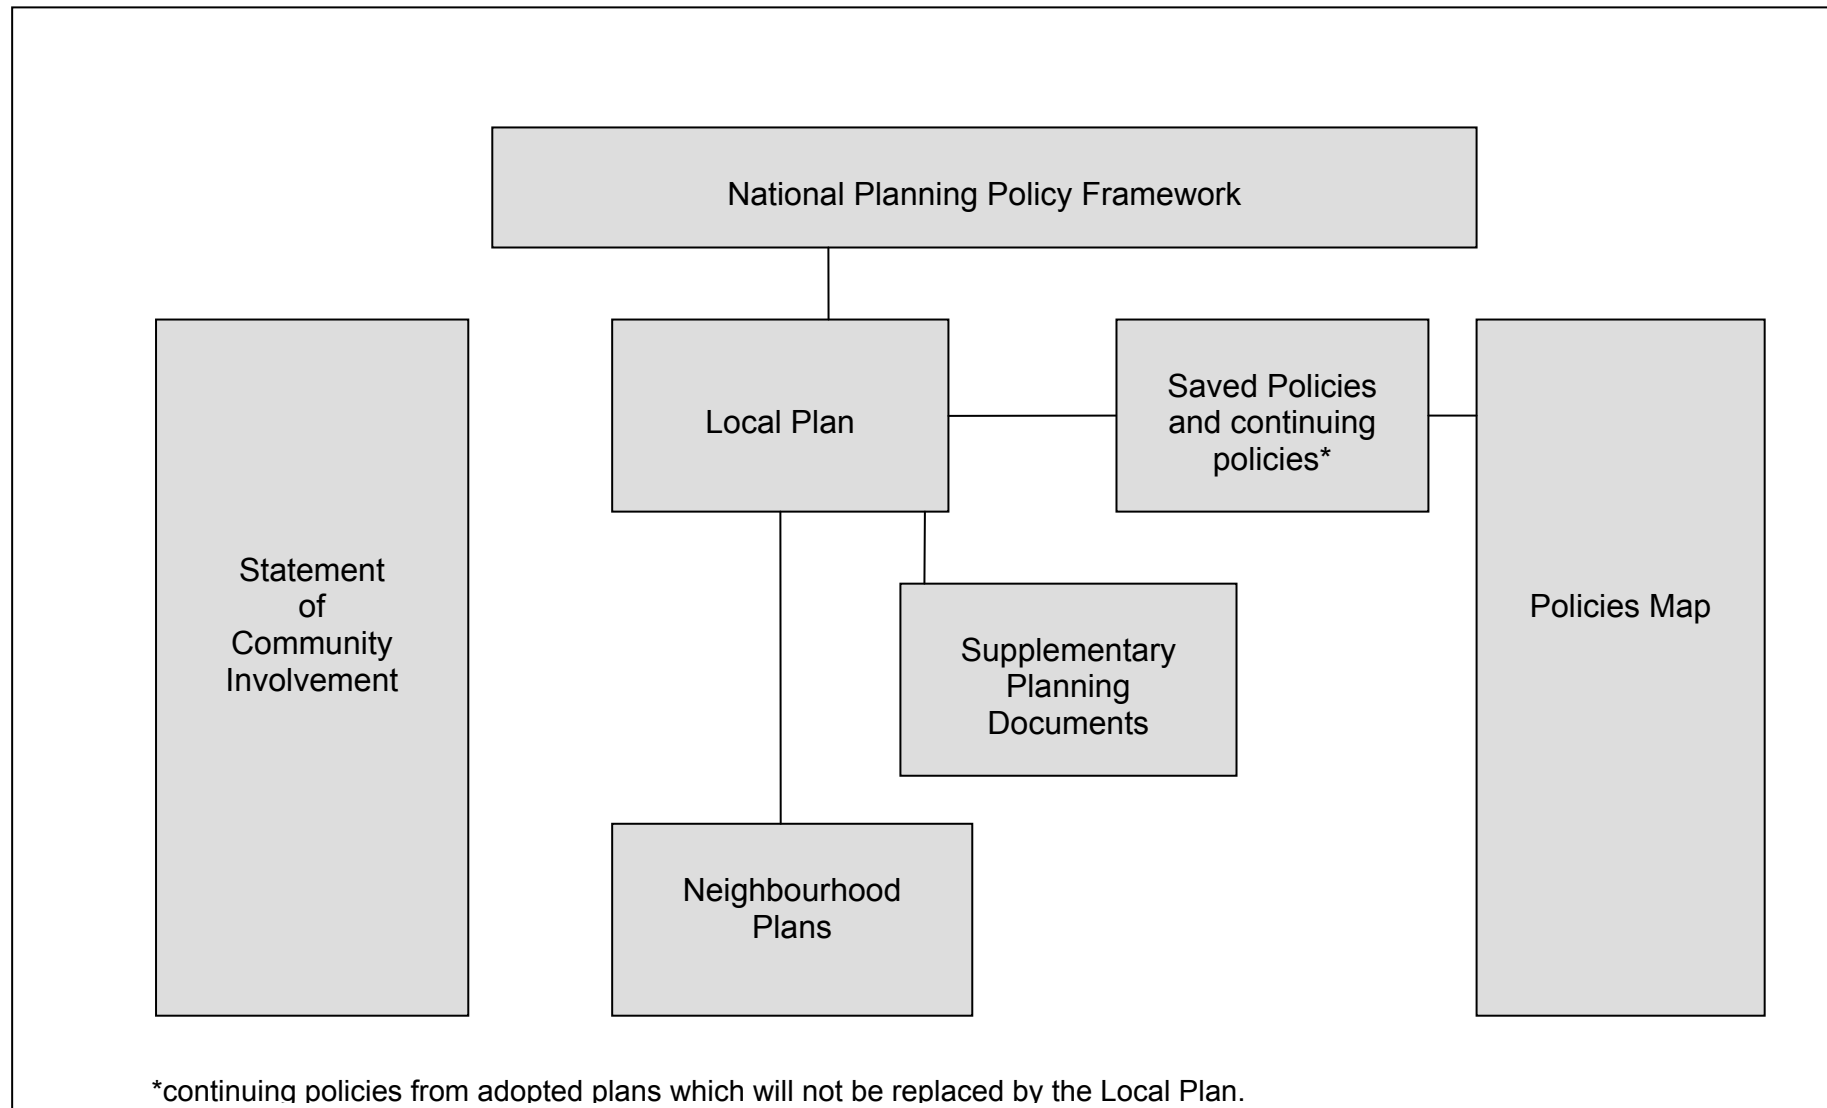 National Planning Policy Framework
Local Plan
Saved Policies
and continuing
policies*
Statement
of
Community
Involvement
Policies Map
Supplementary
Planning
Documents
Neighbourhood
Plans
*continuing policies from adopted plans which will not be replaced by the Local Plan.